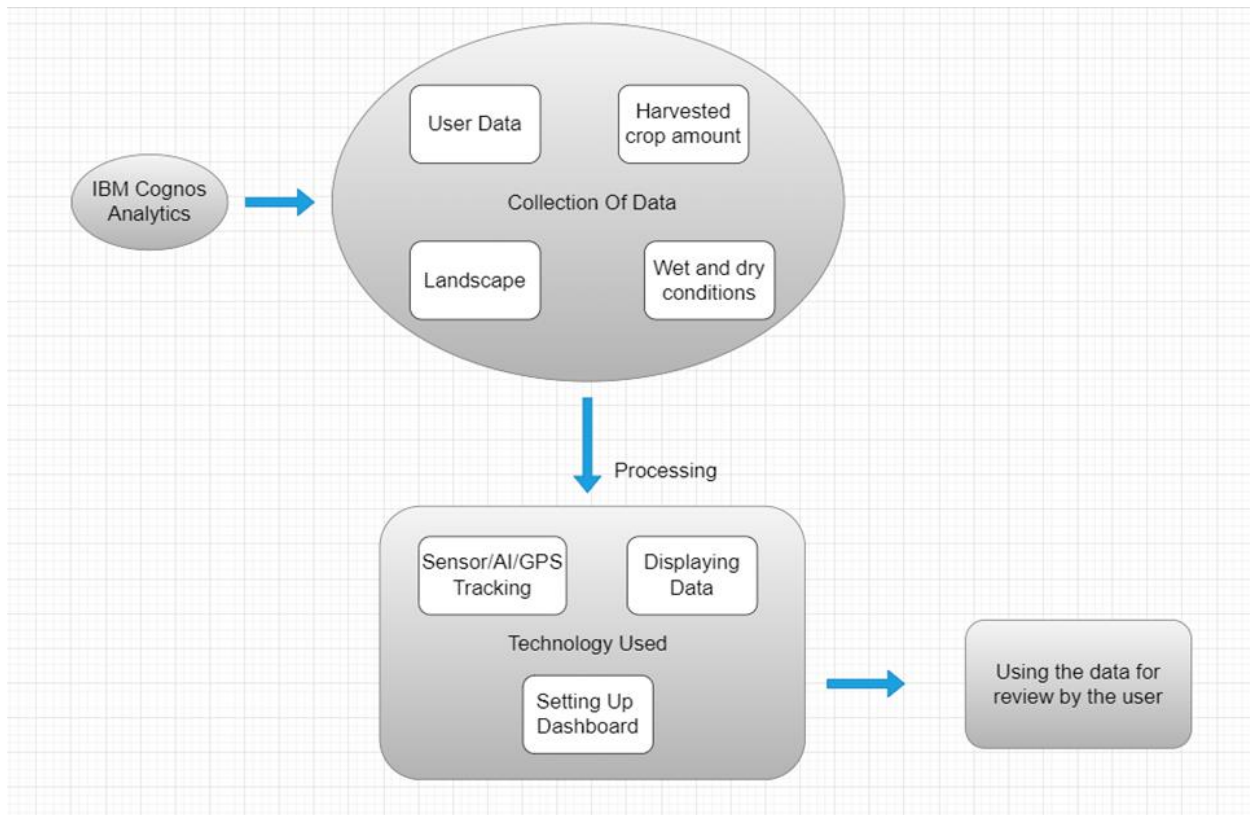 User Data
Harvested
crop amount
IBM Cognos
Analytics
Collection Of Data
Landscape
Wet and dry
conditions
Processing
Sensor/AI/GPS
Tracking
Displaying
Data
Technology Used
Setting Up
Dashboard
Using the data for
review by the user